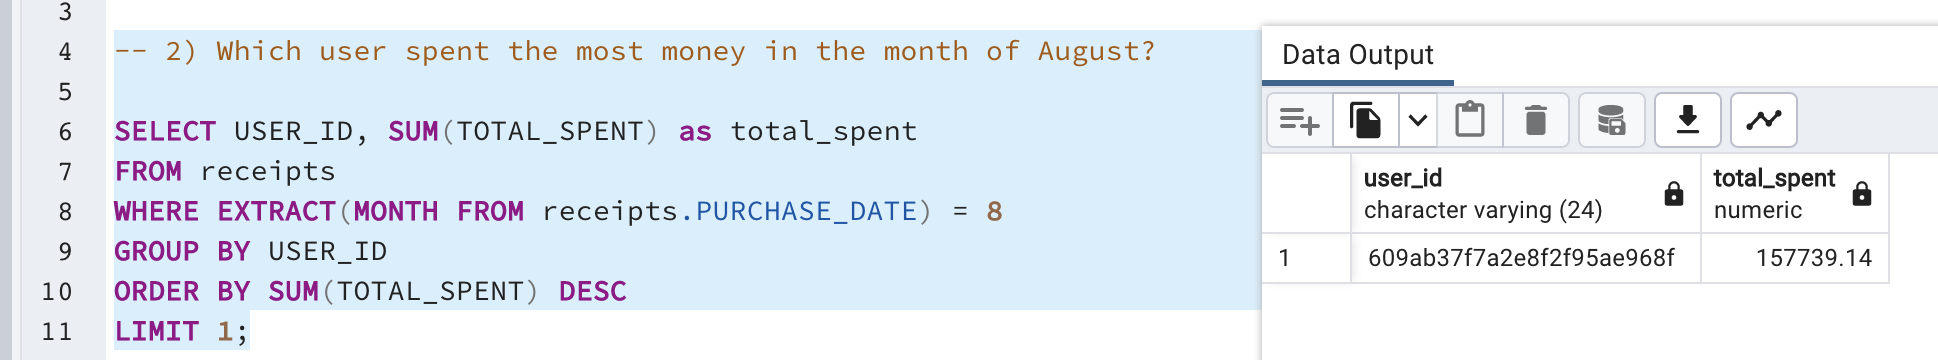 3
4 -- 2) Which user spent the most money in the month of August?
5
6 SELECT USER_ID, SUM(TOTAL_SPENT) as total_spent
7 FROM receipts
8 WHERE EXTRACT(MONTH FROM receipts.PURCHASE_DATE) = 8
9 GROUP BY USER_ID
10 ORDER BY SUM(TOTAL_SPENT) DESC
11 LIMIT 1;
Data Output
user_id total_spent
character varying (24) numeric
1 609ab37f7a2e8f2f95ae968f 157739.14